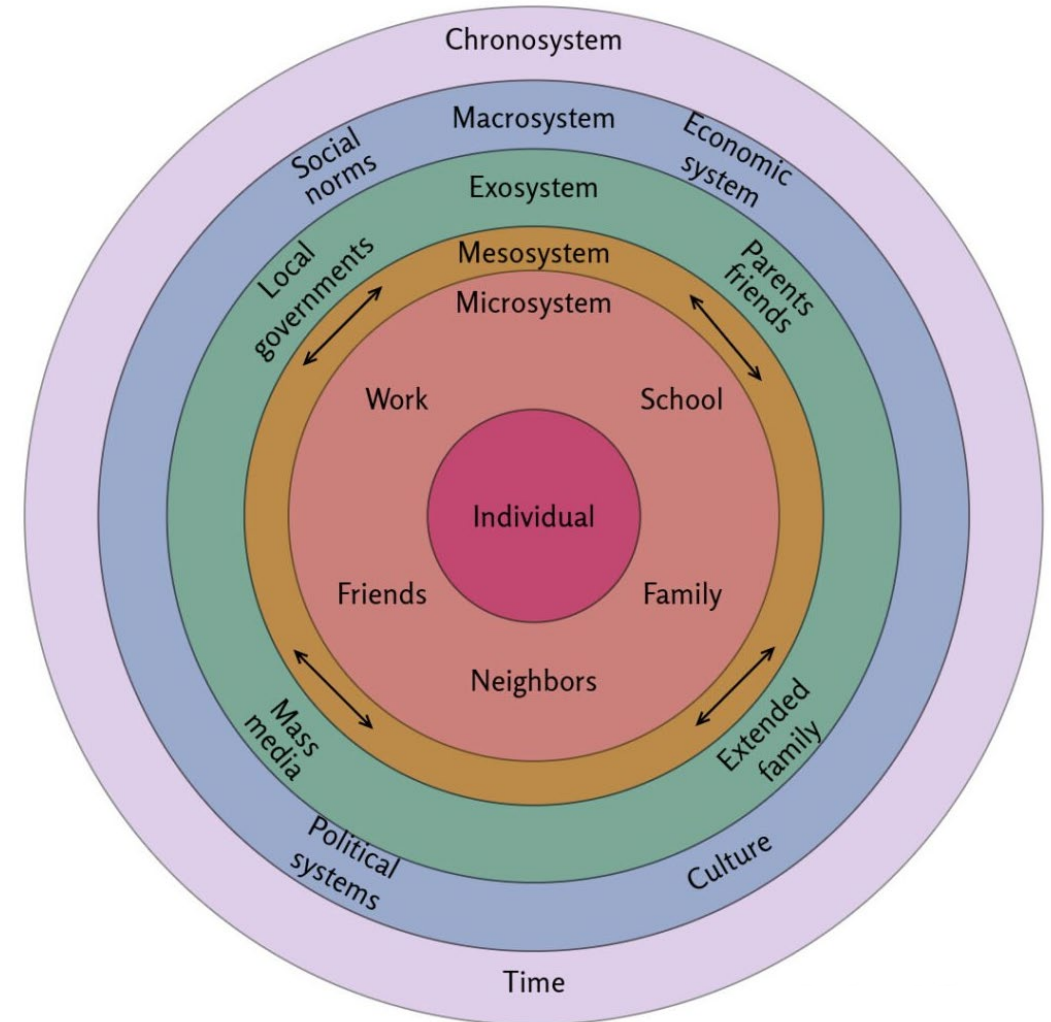 Chronosystem
Macrosystem
Social
norms
Economic
system
Exosystem
Local
governments
Parents
friends
Mesosystem
Microsystem
Work
School
Individual
Friends
Family
Neighbors
Mass
media
Extended
family
Political
systems
Culture
Time